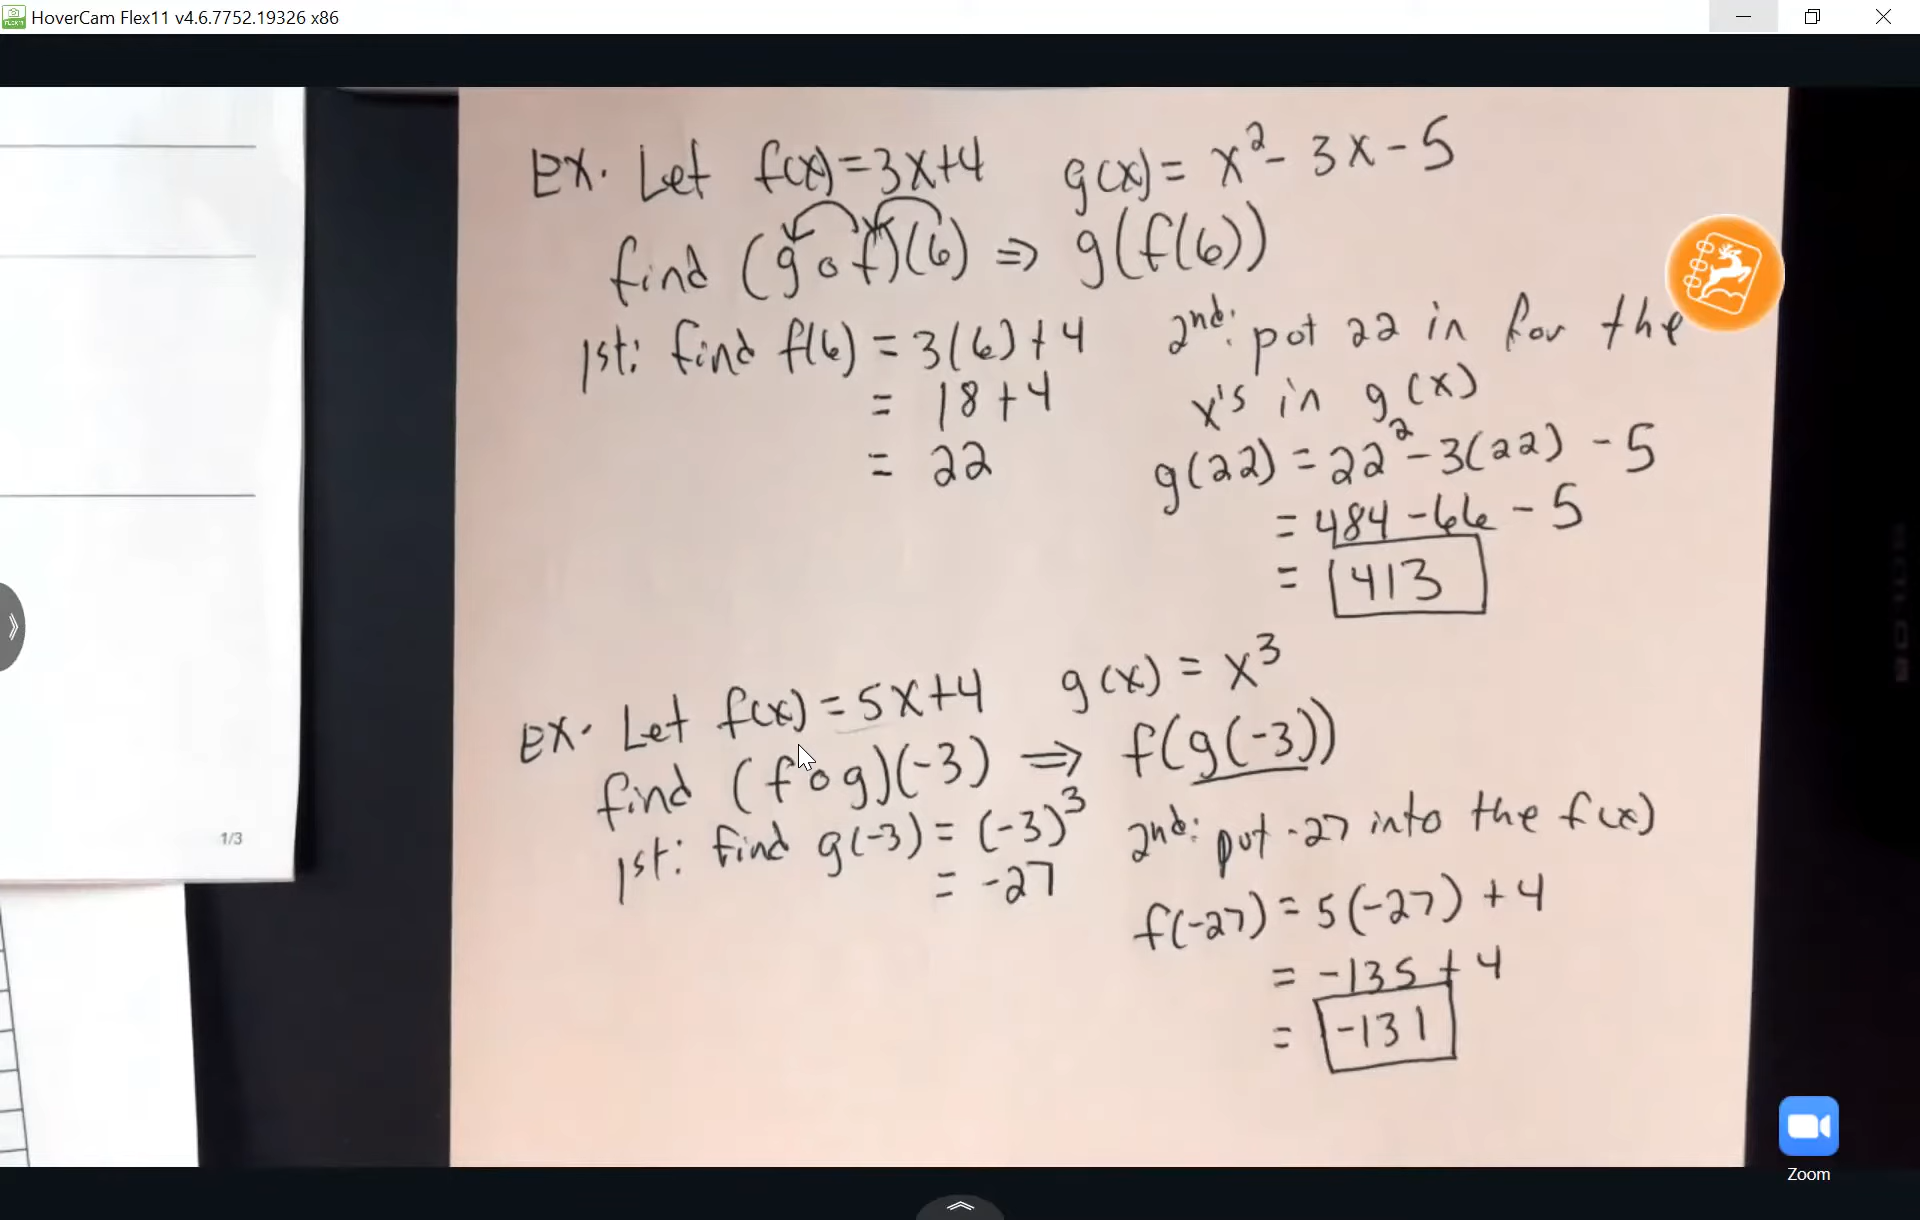 HoverCam Flex11 v4.6.7752.19326 x86
Ex. Let f(x)=3x+4 g(x)= x²- 3x-5
find (g∘f)(6) ⇒ g(f(6))
1st: find f(6) = 3(6)+4
= 18+4
= 22
2nd: put 22 in for the
x's in g(x)
g(22) = 22²-3(22) -5
= 484-66-5
= 413
Ex. Let f(x)=5x+4 g(x) = x³
find (f∘g)(-3) ⇒ f(g(-3))
1st: find g(-3) = (-3)³
= -27
2nd: put -27 into the f(x)
f(-27) = 5(-27) +4
= -135 + 4
= -131
1/3
Zoom